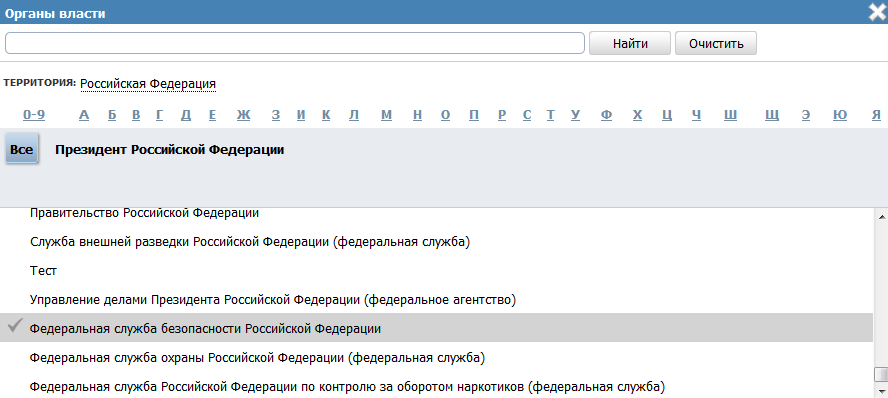 Органы власти
Найти Очистить
ТЕРРИТОРИЯ: Российская Федерация
0-9 А Б В Г Д Е Ж З И К Л М Н О П Р С Т У Ф Х Ц Ч Ш Щ Э Ю Я
Все Президент Российской Федерации
Правительство Российской Федерации
Служба внешней разведки Российской Федерации (федеральная служба)
Тест
Управление делами Президента Российской Федерации (федеральное агентство)
Федеральная служба безопасности Российской Федерации
Федеральная служба охраны Российской Федерации (федеральная служба)
Федеральная служба Российской Федерации по контролю за оборотом наркотиков (федеральная служба)